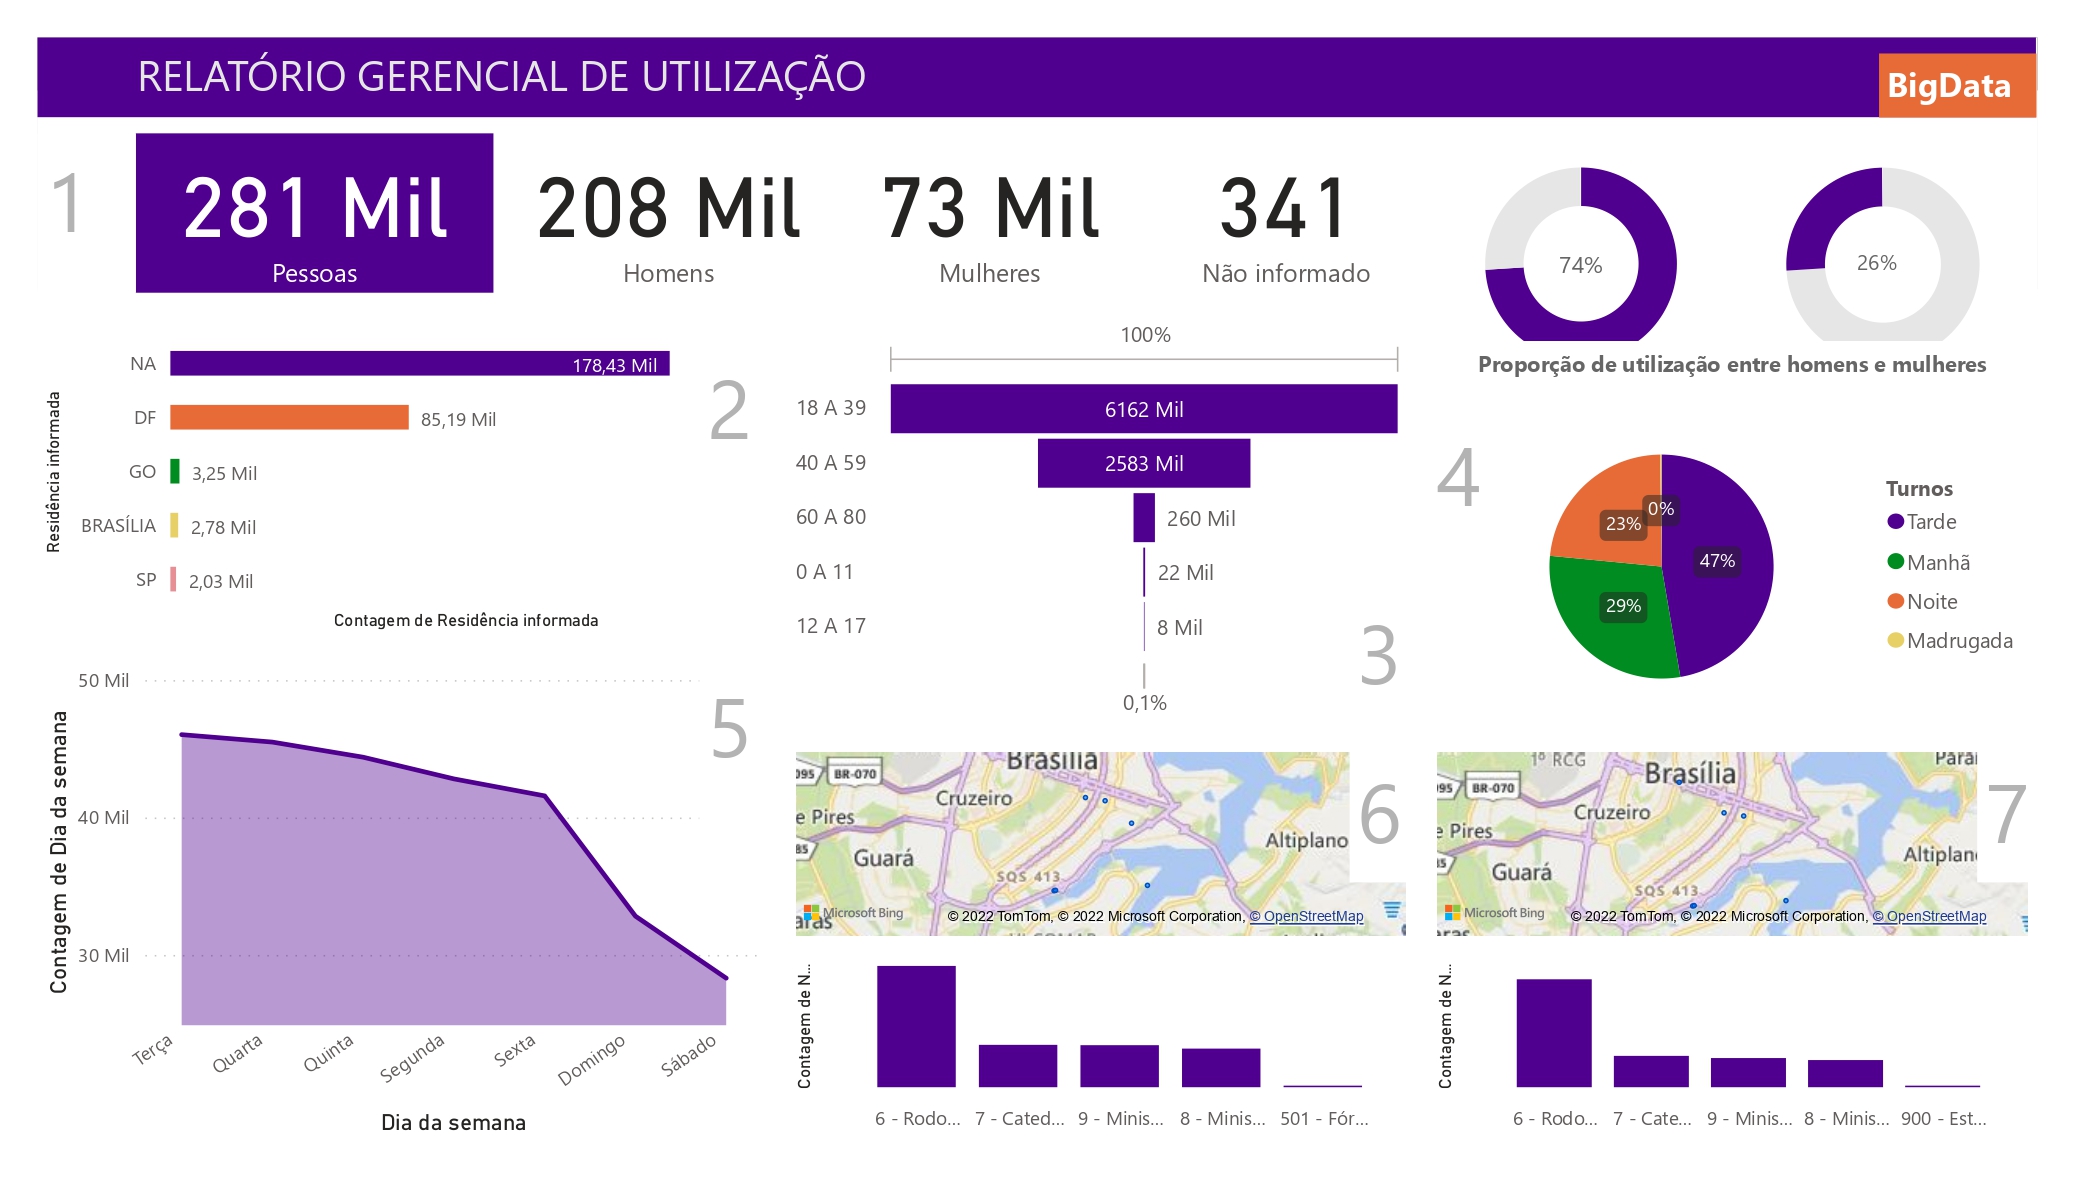 RELATÓRIO GERENCIAL DE UTILIZAÇÃO
BigData
1
281 Mil
Pessoas
208 Mil
Homens
73 Mil
Mulheres
341
Não informado
74%
26%
Proporção de utilização entre homens e mulheres
2
Residência informada
NA
178,43 Mil
DF
85,19 Mil
GO
3,25 Mil
BRASÍLIA
2,78 Mil
SP
2,03 Mil
Contagem de Residência informada
100%
18 A 39
6162 Mil
40 A 59
2583 Mil
60 A 80
260 Mil
0 A 11
22 Mil
12 A 17
8 Mil
0,1%
3
4
0%
23%
47%
29%
Turnos
Tarde
Manhã
Noite
Madrugada
5
Contagem de Dia da semana
50 Mil
40 Mil
30 Mil
Terça
Quarta
Quinta
Segunda
Sexta
Domingo
Sábado
Dia da semana
6
Brasília
095
BR-070
Cruzeiro
e Pires
85
Guará
Altiplano
SQS 413
Microsoft Bing
© 2022 TomTom, © 2022 Microsoft Corporation, © OpenStreetMap
aras
Contagem de N...
6 - Rodo...
7 - Cated...
9 - Minis...
8 - Minis...
501 - Fór...
7
1º RCG
Brasília
Para
95
BR-070
Cruzeiro
e Pires
Guará
Altiplan
SQS 413
Microsoft Bing
© 2022 TomTom, © 2022 Microsoft Corporation, © OpenStreetMap
aras
Contagem de N...
6 - Rodo...
7 - Cate...
9 - Minis...
8 - Minis...
900 - Est...